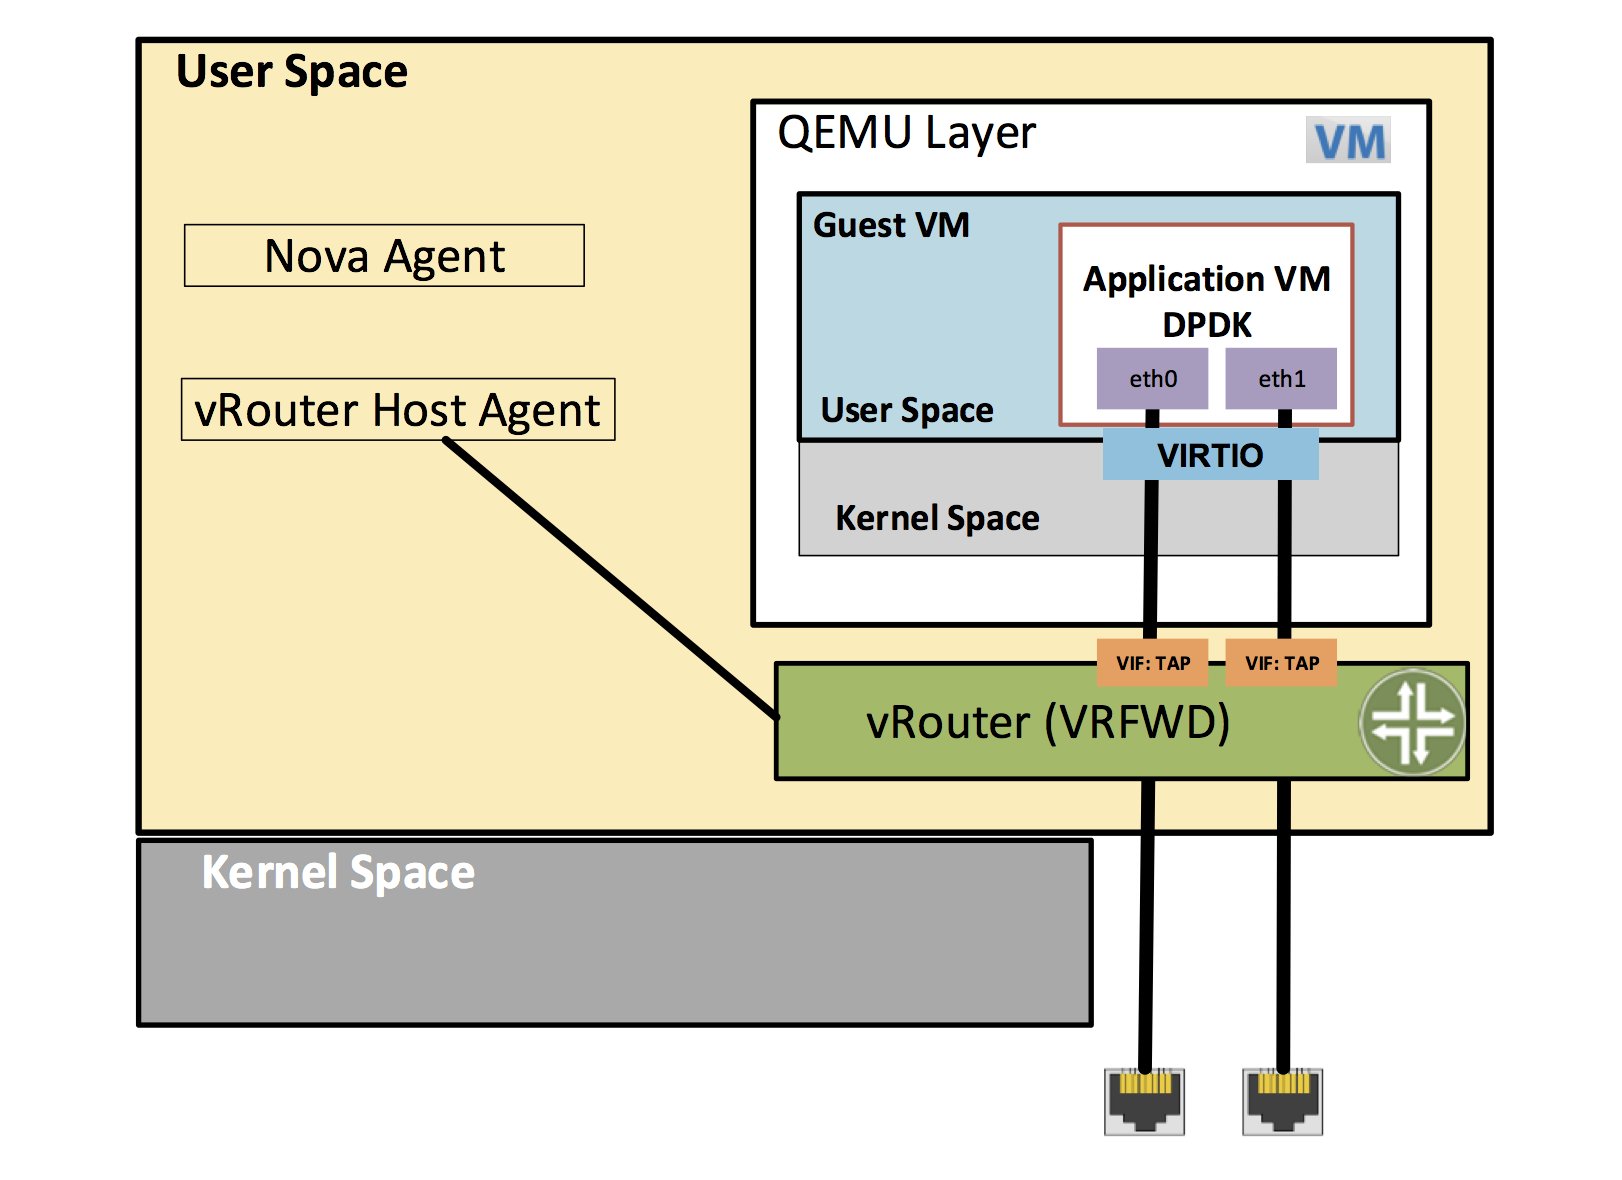 User Space
QEMU Layer
VM
Nova Agent
Guest VM
Application VM
DPDK
eth0
eth1
vRouter Host Agent
User Space
VIRTIO
Kernel Space
VIF: TAP
VIF: TAP
vRouter (VRFWD)
Kernel Space